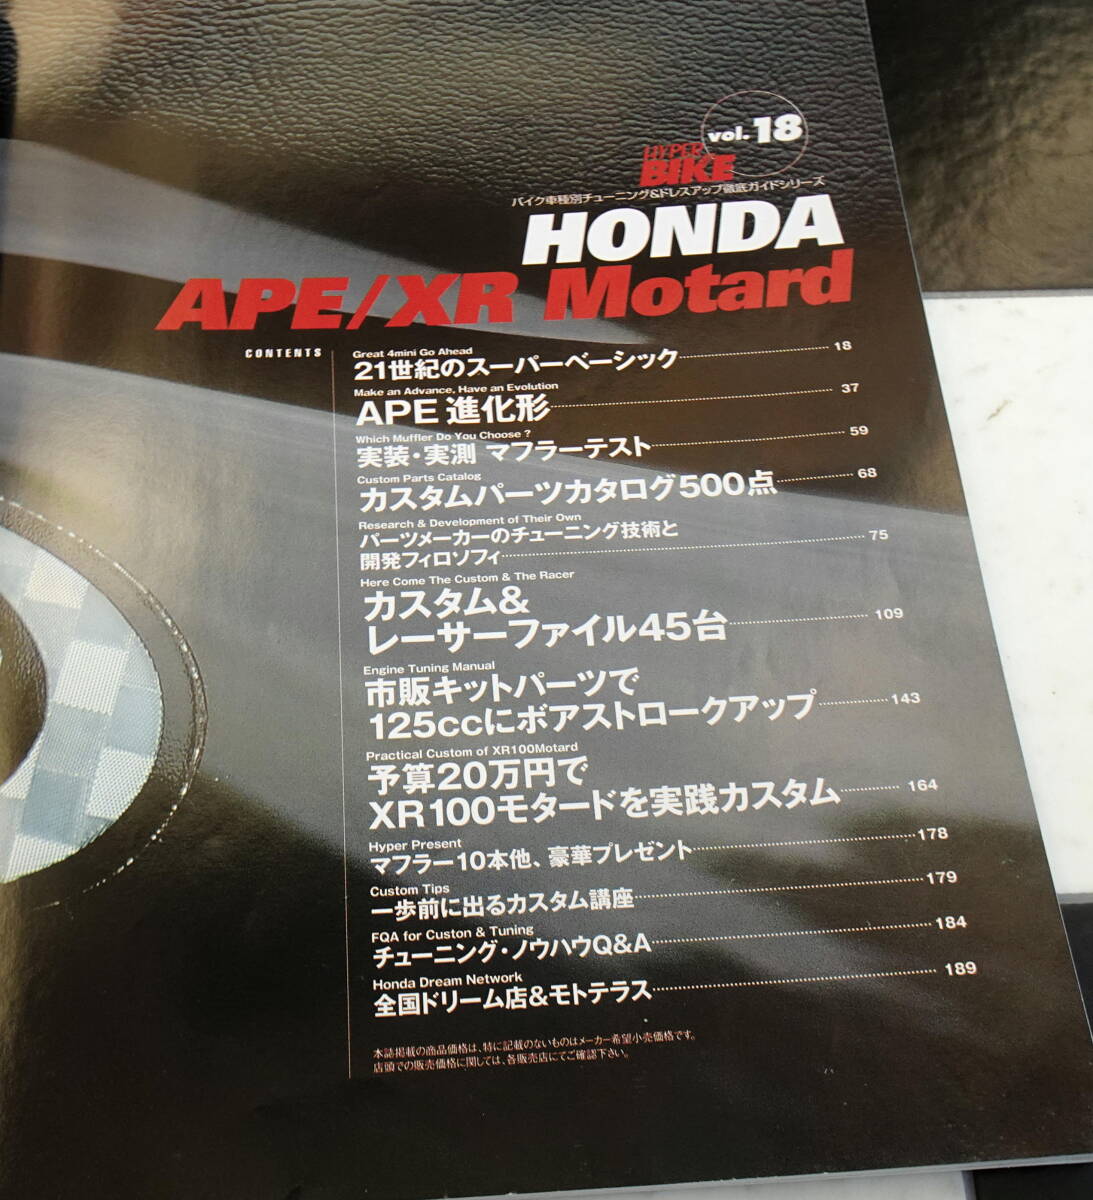 vol.18
HYPER
BIKE
バイク車種別チューニング&ドレスアップ徹底ガイドシリーズ
HONDA
APE/XR Motard
CONTENTS
Great 4mini Go Ahead
21世紀のスーパーベーシック 18
Make an Advance, Have an Evolution
APE 進化形 37
Which Muffler Do You Choose ?
実装・実測 マフラーテスト 59
Custom Parts Catalog
カスタムパーツカタログ500点 68
Research & Development of Their Own
パーツメーカーのチューニング技術と
開発フィロソフィ 75
Here Come The Custom & The Racer
カスタム&
レーサーファイル45台 109
Engine Tuning Manual
市販キットパーツで
125ccにボアストロークアップ 143
Practical Custom of XR100Motard
予算20万円で
XR100モタードを実践カスタム 164
Hyper Present
マフラー10本他、豪華プレゼント 178
Custom Tips
一歩前に出るカスタム講座 179
FQA for Custon & Tuning
チューニング・ノウハウQ&A 184
Honda Dream Network
全国ドリーム店&モトテラス 189
本誌掲載の商品価格は、特に記載のないものはメーカー希望小売価格です。
店頭での販売価格に関しては、各販売店にてご確認下さい。